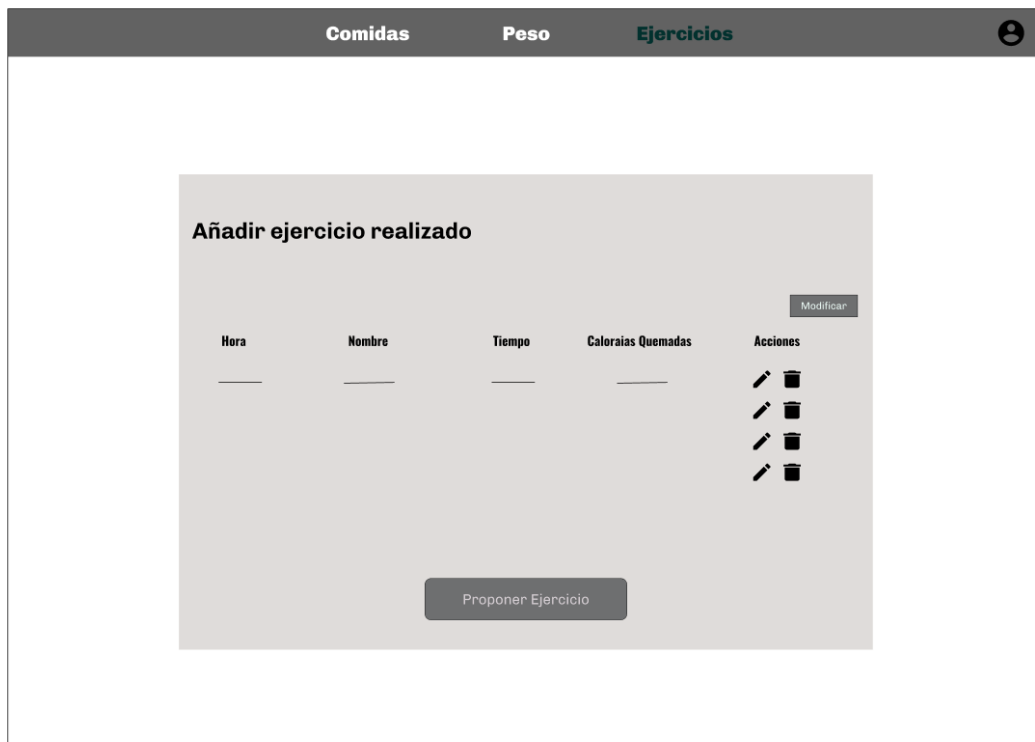 Comidas Peso Ejercicios
Añadir ejercicio realizado
Modificar
Hora Nombre Tiempo Caloraias Quemadas Acciones
Proponer Ejercicio